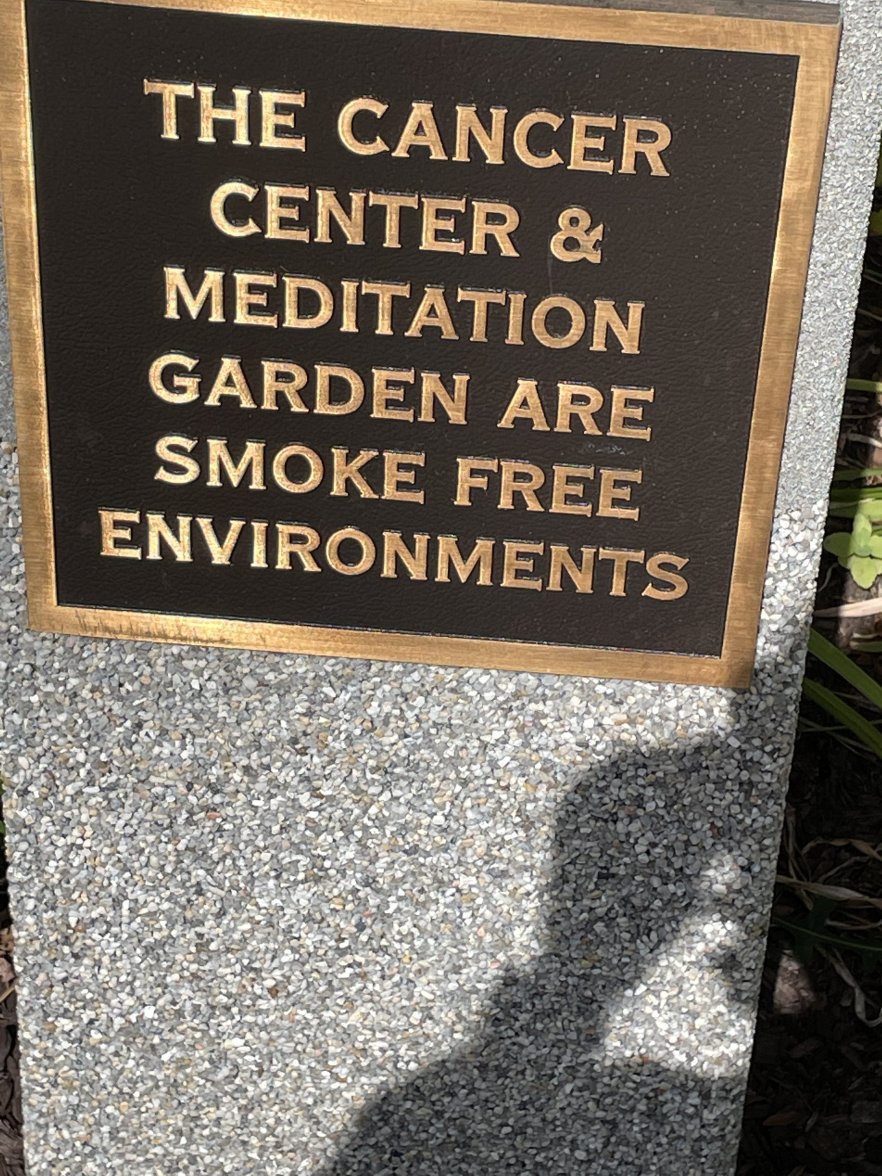 THE CANCER
CENTER &
MEDITATION
GARDEN ARE
SMOKE FREE
ENVIRONMENTS